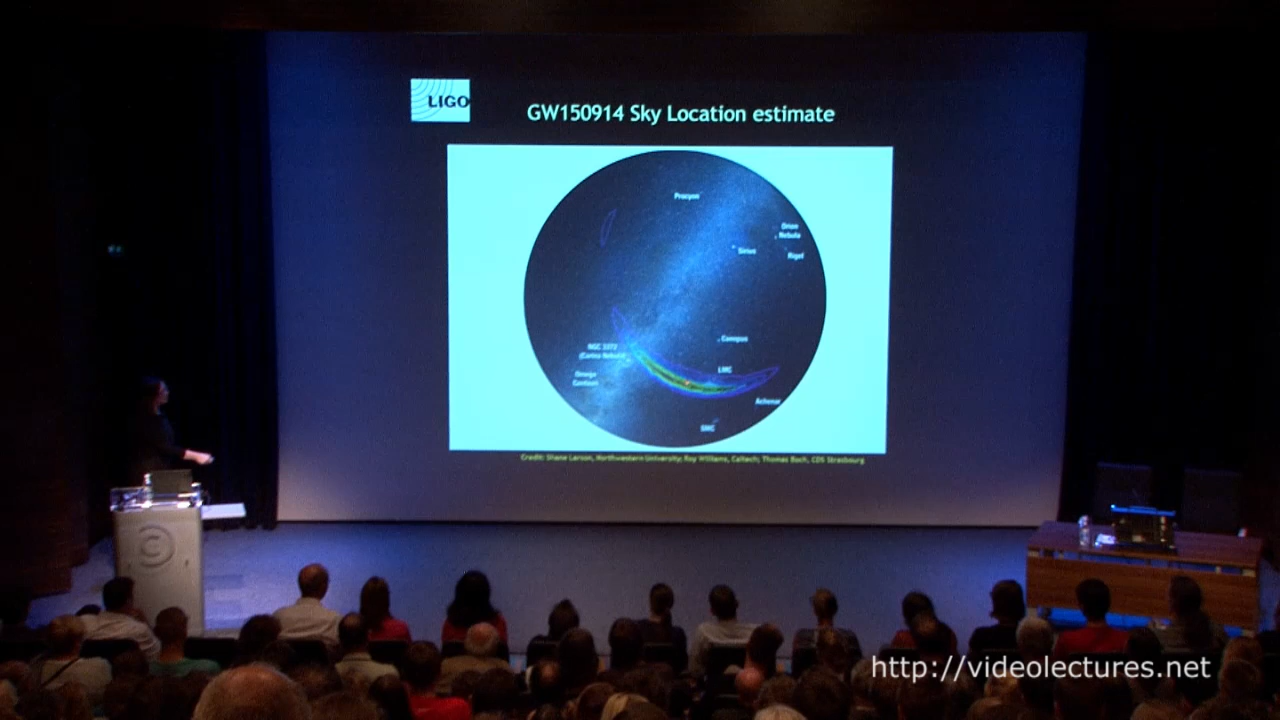 LIGO
GW150914 Sky Location estimate
Procyon
Orion
Nebula
Sirius
Rigel
Canopus
NGC 3372
(Carina Nebula)
LMC
Omega
Centauri
Achernar
SMC
Credit: Shane Larson, Northwestern University; Roy Williams, Caltech; Thomas Boch, CDS Strasbourg
http://videolectures.net